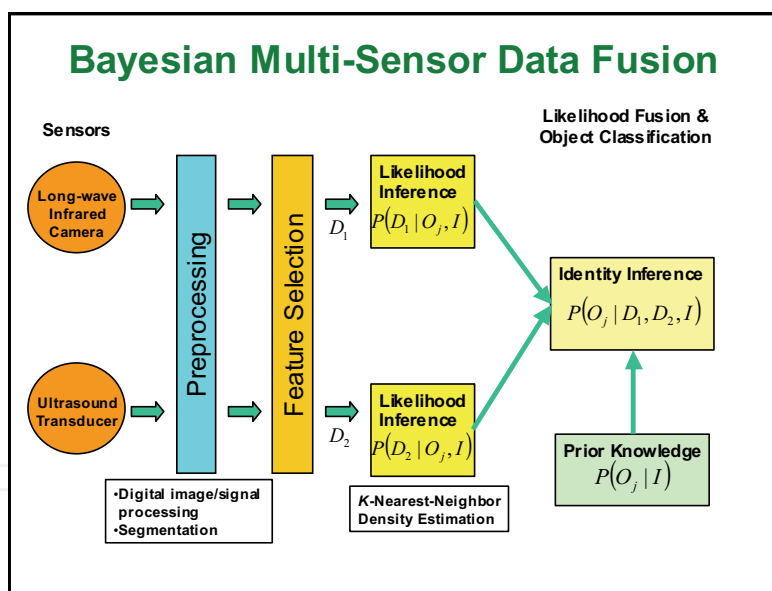 Bayesian Multi-Sensor Data Fusion
Sensors
Likelihood Fusion &
Object Classification
Long-wave
Infrared
Camera
Ultrasound
Transducer
Preprocessing
Feature Selection
D₁
D₂
Likelihood
Inference
P(D₁ | Oⱼ, I)
Likelihood
Inference
P(D₂ | Oⱼ, I)
Identity Inference
P(Oⱼ | D₁, D₂, I)
Prior Knowledge
P(Oⱼ | I)
•Digital image/signal
processing
•Segmentation
K-Nearest-Neighbor
Density Estimation